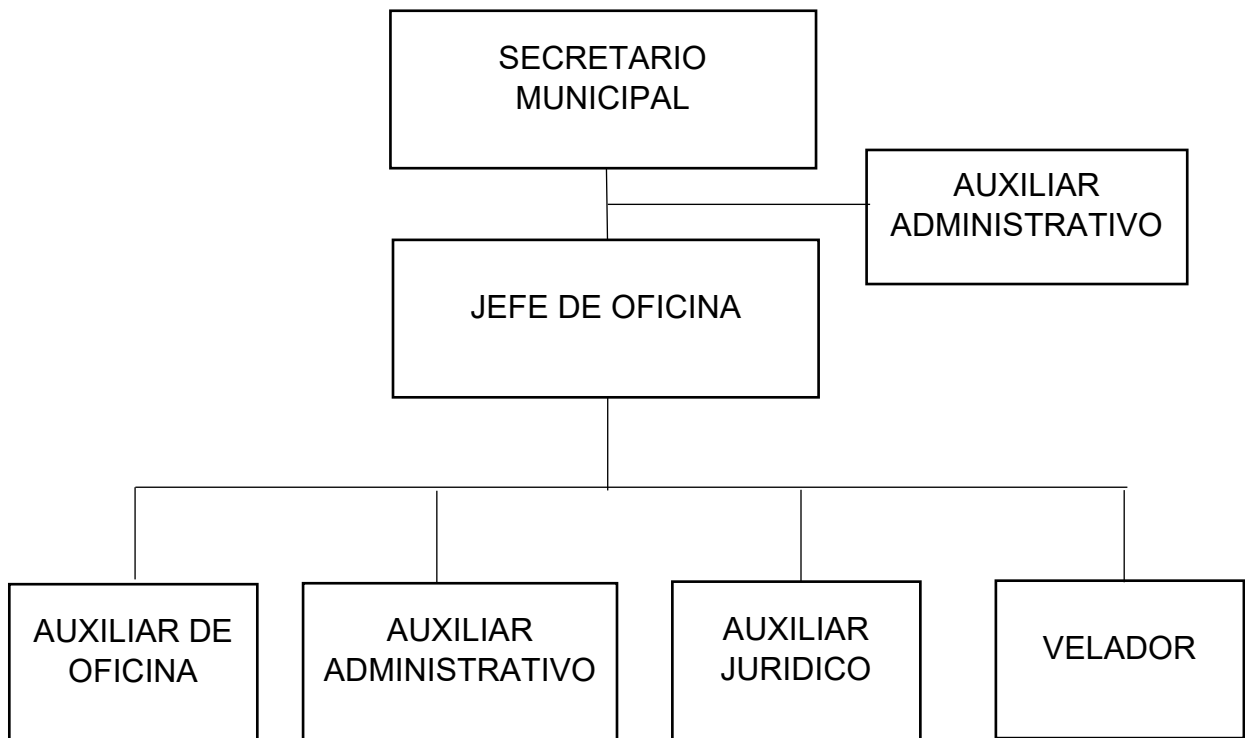 SECRETARIO
MUNICIPAL
AUXILIAR
ADMINISTRATIVO
JEFE DE OFICINA
AUXILIAR DE
OFICINA
AUXILIAR
ADMINISTRATIVO
AUXILIAR
JURIDICO
VELADOR